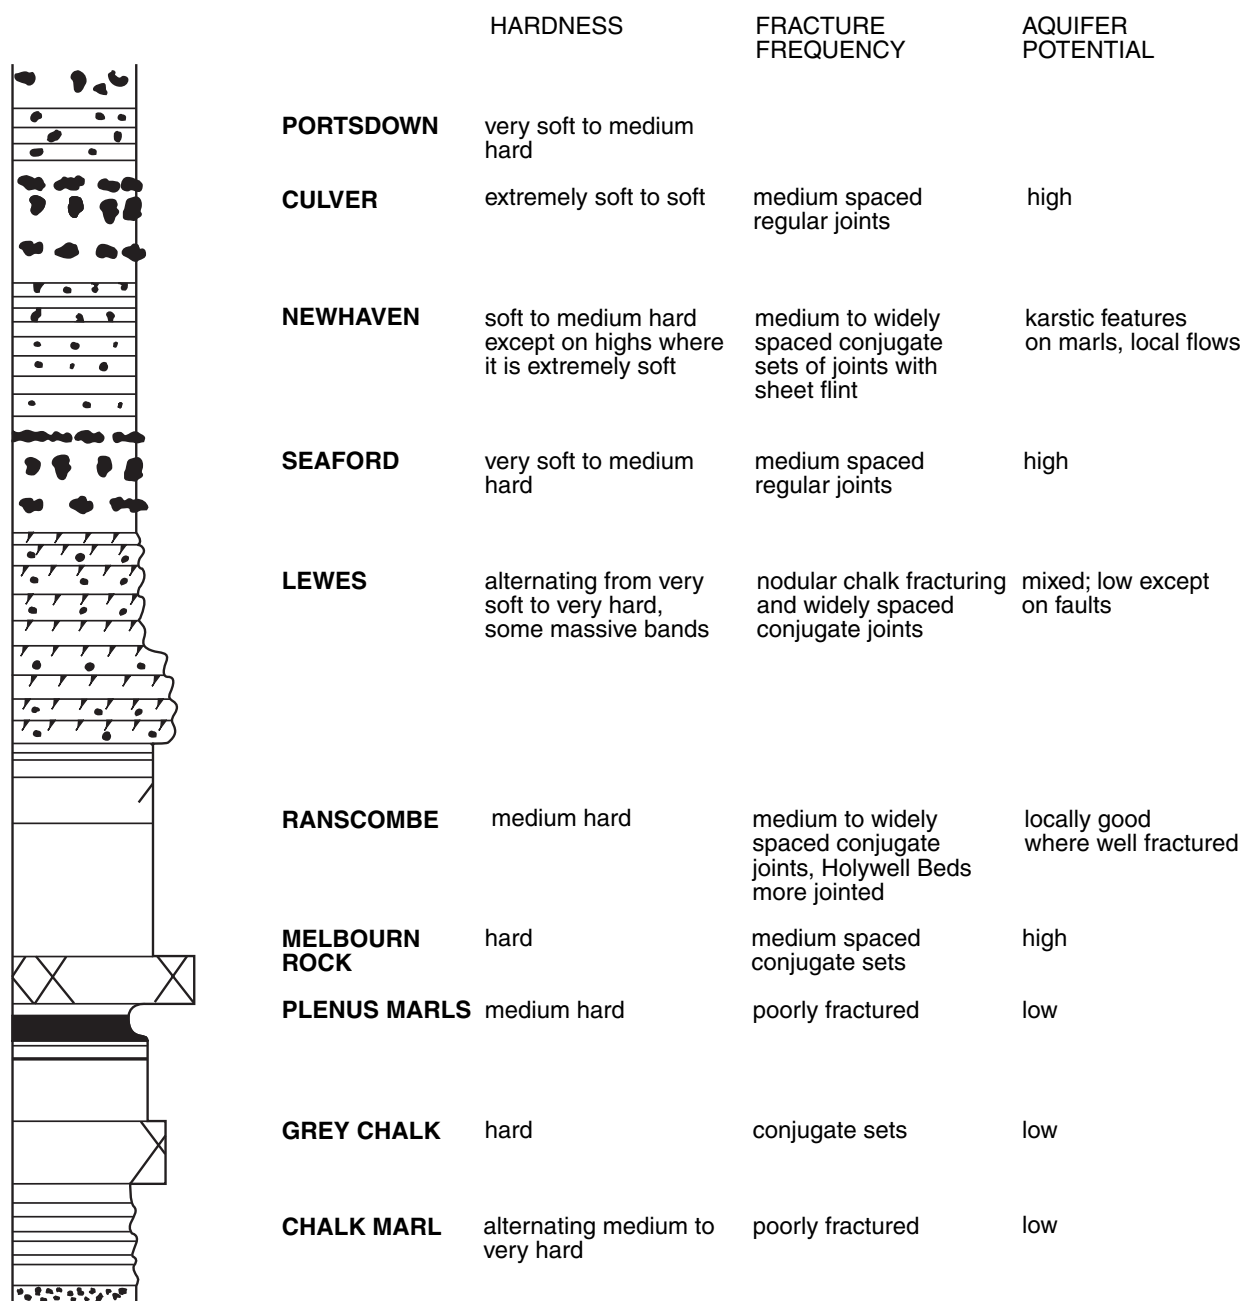 HARDNESS
FRACTURE
FREQUENCY
AQUIFER
POTENTIAL
PORTSDOWN
very soft to medium
hard
CULVER
extremely soft to soft
medium spaced
regular joints
high
NEWHAVEN
soft to medium hard
except on highs where
it is extremely soft
medium to widely
spaced conjugate
sets of joints with
sheet flint
karstic features
on marls, local flows
SEAFORD
very soft to medium
hard
medium spaced
regular joints
high
LEWES
alternating from very
soft to very hard,
some massive bands
nodular chalk fracturing
and widely spaced
conjugate joints
mixed; low except
on faults
RANSCOMBE
medium hard
medium to widely
spaced conjugate
joints, Holywell Beds
more jointed
locally good
where well fractured
MELBOURN
ROCK
hard
medium spaced
conjugate sets
high
PLENUS MARLS
medium hard
poorly fractured
low
GREY CHALK
hard
conjugate sets
low
CHALK MARL
alternating medium to
very hard
poorly fractured
low